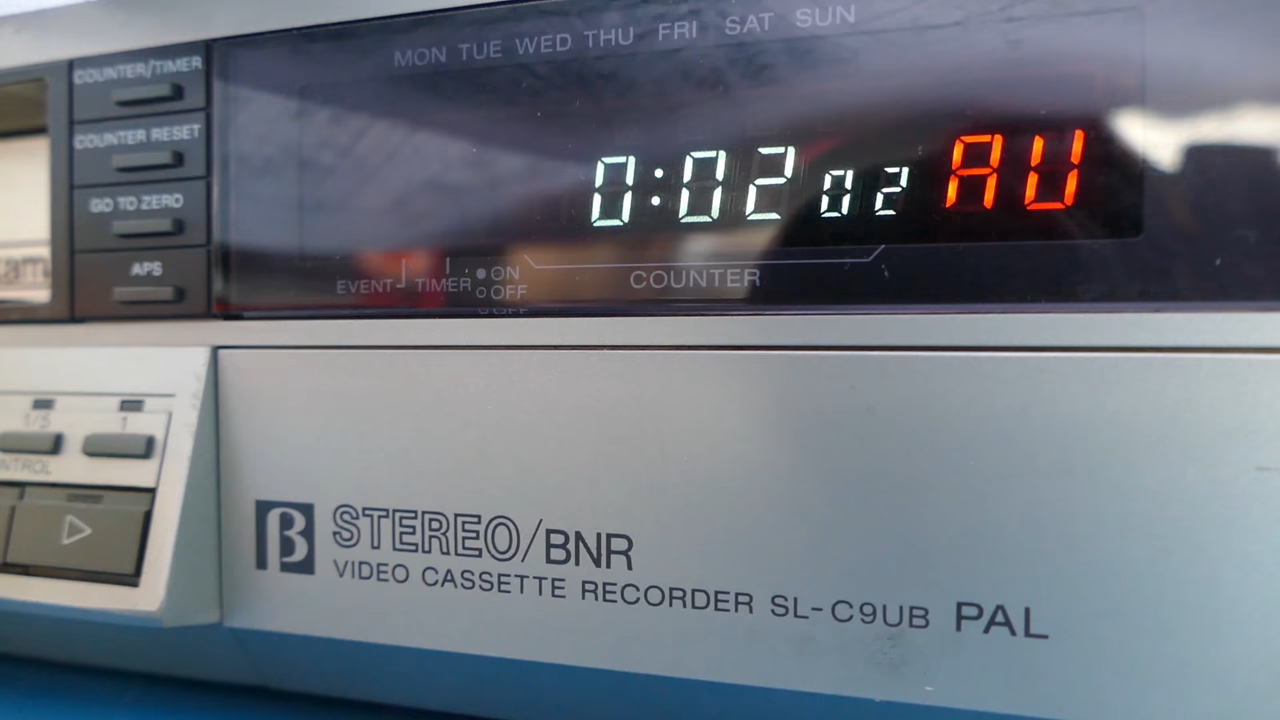 MON TUE WED THU FRI SAT SUN
COUNTER/TIMER
COUNTER RESET
GO TO ZERO
APS
0:02 02 AU
EVENT TIMER ON
OFF
OFF
COUNTER
1/5 1
β STEREO/BNR
VIDEO CASSETTE RECORDER SL-C9UB PAL